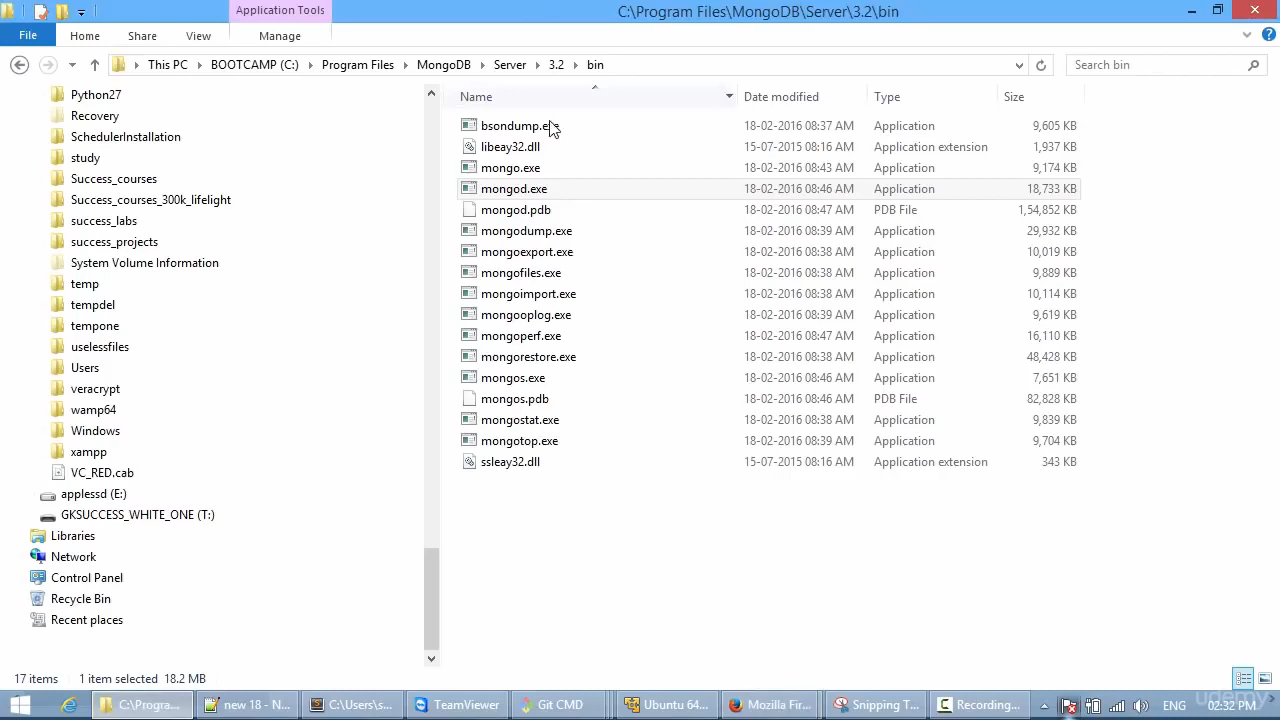 Application Tools
C:\Program Files\MongoDB\Server\3.2\bin
File Home Share View Manage
This PC BOOTCAMP (C:) Program Files MongoDB Server 3.2 bin
Search bin
Name Date modified Type Size
Python27
Recovery
SchedulerInstallation
study
Success_courses
Success_courses_300k_lifelight
success_labs
success_projects
System Volume Information
temp
tempdel
tempone
uselessfiles
Users
veracrypt
wamp64
Windows
xampp
VC_RED.cab
applessd (E:)
GKSUCCESS_WHITE_ONE (T:)
Libraries
Network
Control Panel
Recycle Bin
Recent places
bsondump.exe 18-02-2016 08:37 AM Application 9,605 KB
libeay32.dll 15-07-2015 08:16 AM Application extension 1,937 KB
mongo.exe 18-02-2016 08:43 AM Application 9,174 KB
mongod.exe 18-02-2016 08:46 AM Application 18,733 KB
mongod.pdb 18-02-2016 08:47 AM PDB File 1,54,852 KB
mongodump.exe 18-02-2016 08:39 AM Application 29,932 KB
mongoexport.exe 18-02-2016 08:38 AM Application 10,019 KB
mongofiles.exe 18-02-2016 08:38 AM Application 9,889 KB
mongoimport.exe 18-02-2016 08:38 AM Application 10,114 KB
mongooplog.exe 18-02-2016 08:39 AM Application 9,619 KB
mongoperf.exe 18-02-2016 08:47 AM Application 16,110 KB
mongorestore.exe 18-02-2016 08:38 AM Application 48,428 KB
mongos.exe 18-02-2016 08:46 AM Application 7,651 KB
mongos.pdb 18-02-2016 08:46 AM PDB File 82,828 KB
mongostat.exe 18-02-2016 08:38 AM Application 9,839 KB
mongotop.exe 18-02-2016 08:39 AM Application 9,704 KB
ssleay32.dll 15-07-2015 08:16 AM Application extension 343 KB
17 items 1 item selected 18.2 MB
udemy
C:\Progra... new 18 - N... C:\Users\s... TeamViewer Git CMD Ubuntu 64... Mozilla Fir... Snipping T... Recording... ENG 02:32 PM